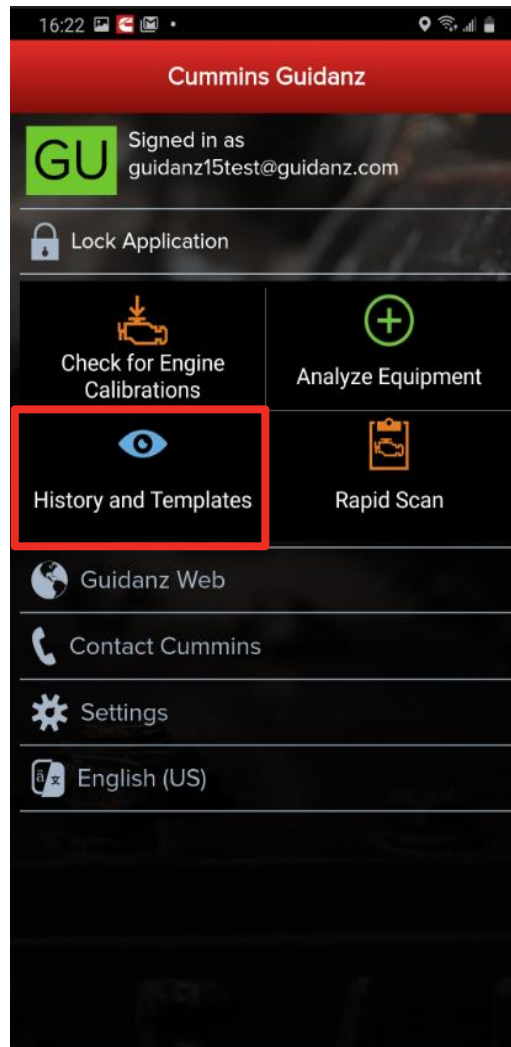 16:22
Cummins Guidanz
GU
Signed in as
guidanz15test@guidanz.com
Lock Application
Check for Engine
Calibrations
Analyze Equipment
History and Templates
Rapid Scan
Guidanz Web
Contact Cummins
Settings
English (US)